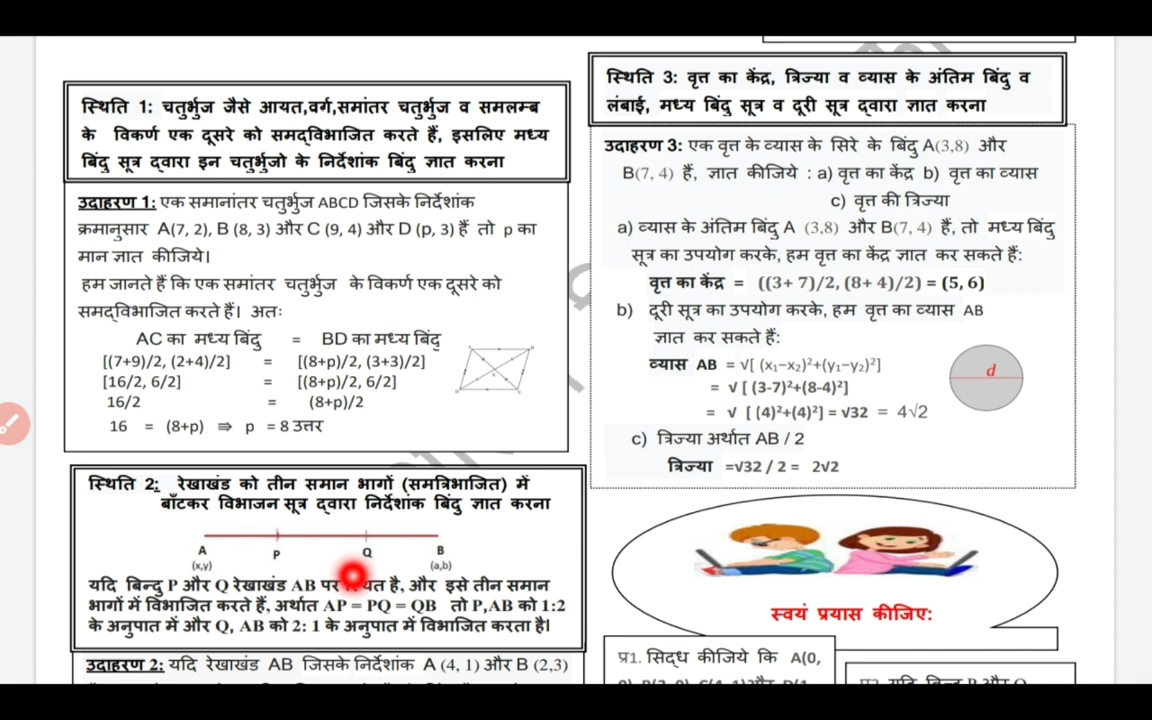 स्थिति 1: चतुर्भुज जैसे आयत,वर्ग,समांतर चतुर्भुज व समलम्ब
के विकर्ण एक दूसरे को समद्विभाजित करते हैं, इसलिए मध्य
बिंदु सूत्र द्वारा इन चतुर्भुजो के निर्देशांक बिंदु ज्ञात करना
उदाहरण 1: एक समानांतर चतुर्भुज ABCD जिसके निर्देशांक
क्रमानुसार A(7, 2), B (8, 3) और C (9, 4) और D (p, 3) हैं तो p का
मान ज्ञात कीजिये।
हम जानते हैं कि एक समांतर चतुर्भुज के विकर्ण एक दूसरे को
समद्विभाजित करते हैं। अतः
AC का मध्य बिंदु = BD का मध्य बिंदु
[(7+9)/2, (2+4)/2] = [(8+p)/2, (3+3)/2]
[16/2, 6/2] = [(8+p)/2, 6/2]
16/2 = (8+p)/2
16 = (8+p) ⇒ p = 8 उत्तर
स्थिति 2: रेखाखंड को तीन समान भागों (समत्रिभाजित) में
बाँटकर विभाजन सूत्र द्वारा निर्देशांक बिंदु ज्ञात करना
A P Q B
(x,y) (a,b)
यदि बिन्दु P और Q रेखाखंड AB पर है, और इसे तीन समान
भागों में विभाजित करते हैं, अर्थात AP = PQ = QB तो P,AB को 1:2
के अनुपात में और Q, AB को 2: 1 के अनुपात में विभाजित करता है।
उदाहरण 2: यदि रेखाखंड AB जिसके निर्देशांक A (4, 1) और B (2,3)
स्थिति 3: वृत्त का केंद्र, त्रिज्या व व्यास के अंतिम बिंदु व
लंबाई, मध्य बिंदु सूत्र व दूरी सूत्र द्वारा ज्ञात करना
उदाहरण 3: एक वृत्त के व्यास के सिरे के बिंदु A(3,8) और
B(7, 4) हैं, ज्ञात कीजिये : a) वृत्त का केंद्र b) वृत्त का व्यास
c) वृत्त की त्रिज्या
a) व्यास के अंतिम बिंदु A (3,8) और B(7, 4) हैं, तो मध्य बिंदु
सूत्र का उपयोग करके, हम वृत्त का केंद्र ज्ञात कर सकते हैं:
वृत्त का केंद्र = ((3+ 7)/2, (8+ 4)/2) = (5, 6)
b) दूरी सूत्र का उपयोग करके, हम वृत्त का व्यास AB
ज्ञात कर सकते हैं:
व्यास AB = √[ (x₁−x₂)²+(y₁−y₂)²]
= √ [ (3-7)²+(8-4)²]
= √ [ (4)²+(4)²] = √32 = 4√2
d
c) त्रिज्या अर्थात AB / 2
त्रिज्या =√32 / 2 = 2√2
स्वयं प्रयास कीजिए:
प्र1. सिद्ध कीजिये कि A(0,